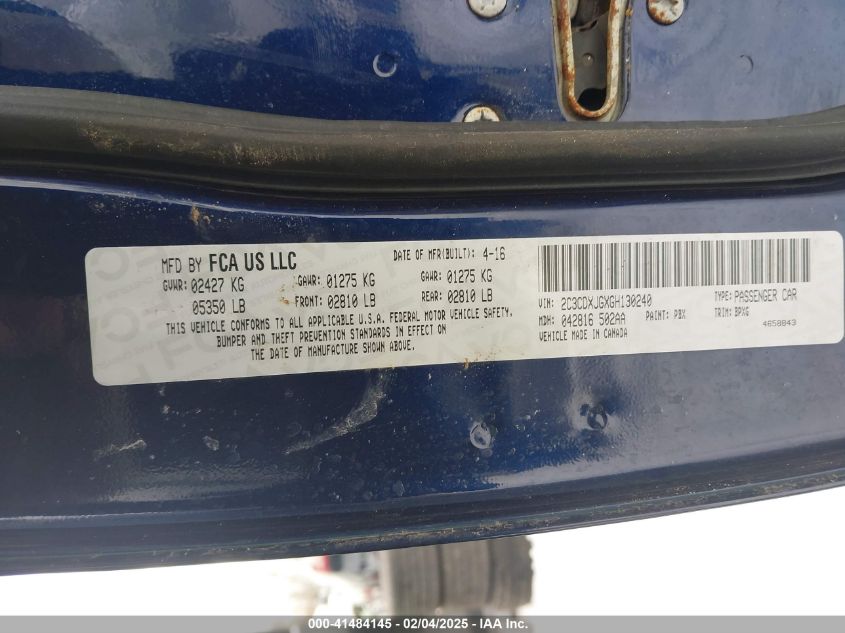 MFD BY FCA US LLC
DATE OF MFR(BUILT): 4-16
GVWR: 02427 KG
GAWR: 01275 KG
GAWR: 01275 KG
05350 LB
FRONT: 02810 LB
REAR: 02810 LB
THIS VEHICLE CONFORMS TO ALL APPLICABLE U.S.A. FEDERAL MOTOR VEHICLE SAFETY,
BUMPER AND THEFT PREVENTION STANDARDS IN EFFECT ON
THE DATE OF MANUFACTURE SHOWN ABOVE.
VIN: 2C3CDXJGXGH130240
TYPE: PASSENGER CAR
MDH: 042816 502AA
PAINT: PBX
TRIM: BPXG
VEHICLE MADE IN CANADA
4658843
000-41484145 - 02/04/2025 - IAA Inc.